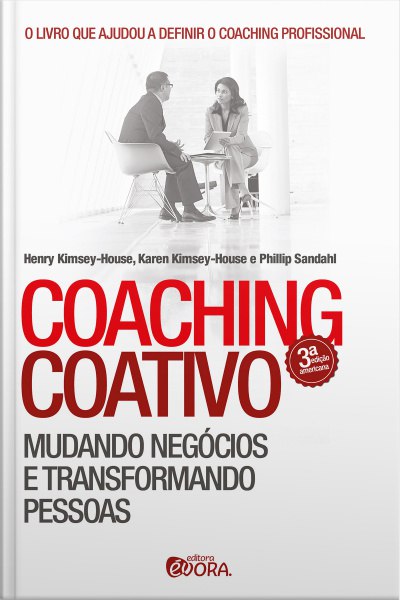 O LIVRO QUE AJUDOU A DEFINIR O COACHING PROFISSIONAL
Henry Kimsey-House, Karen Kimsey-House e Phillip Sandahl
COACHING
COATIVO
3ª
edição
americana
MUDANDO NEGÓCIOS
E TRANSFORMANDO
PESSOAS
editora
ÉVORA.